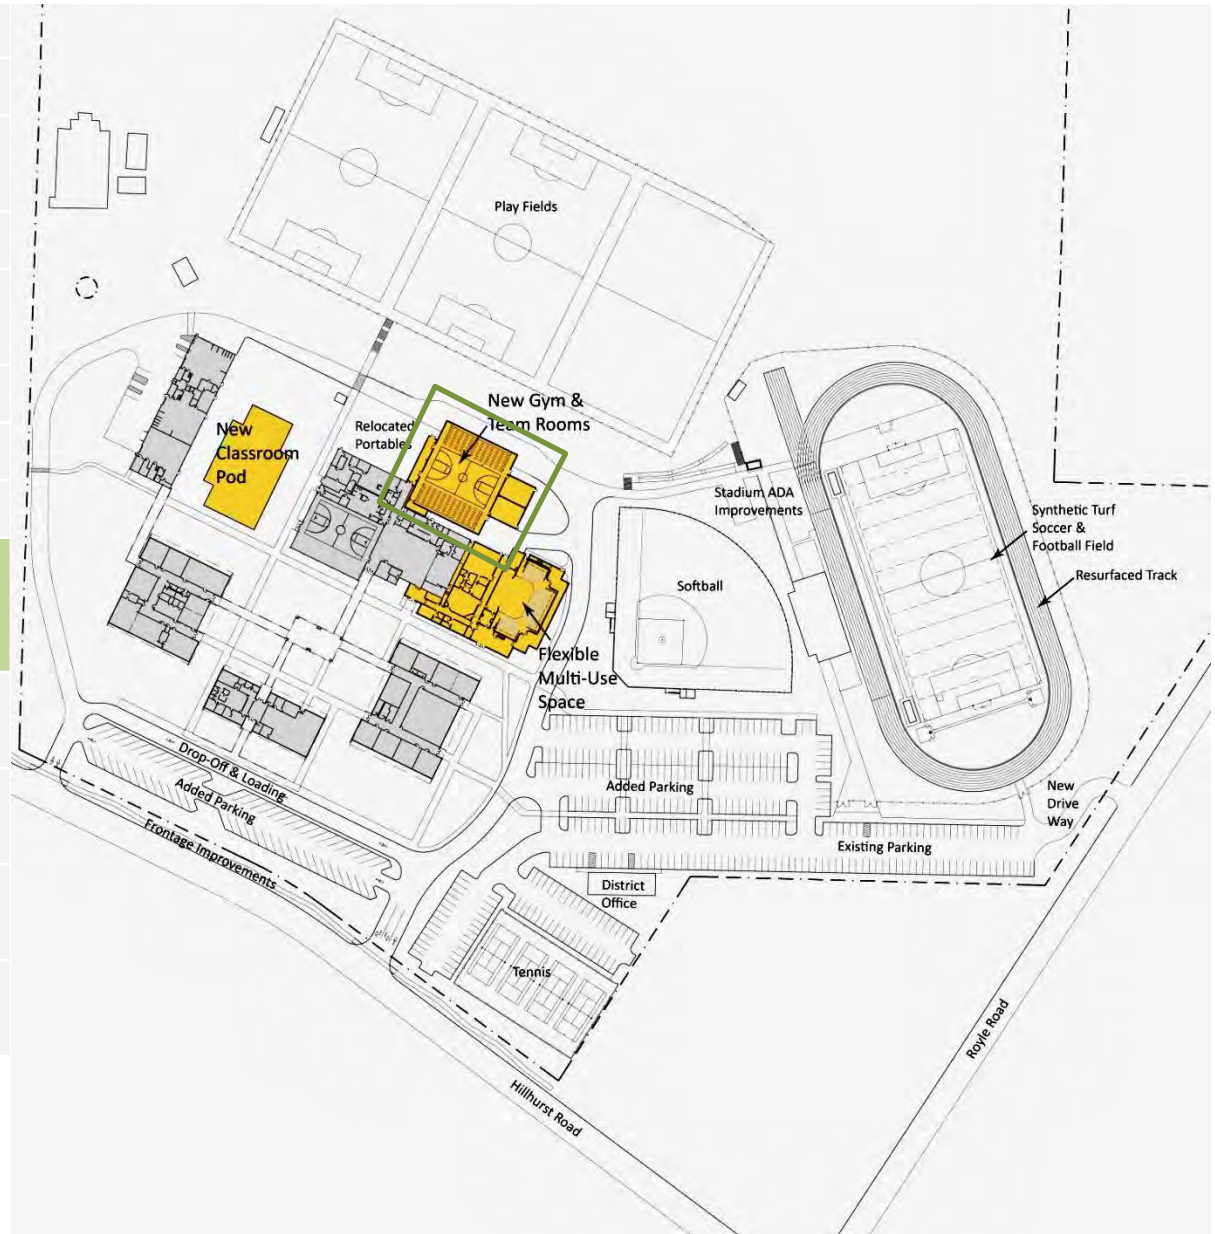 Play Fields
New Gym &
Team Rooms
Relocated
Portables
New
Classroom
Pod
Stadium ADA
Improvements
Synthetic Turf
Soccer &
Football Field
Resurfaced Track
Softball
Flexible
Multi-Use
Space
Drop-Off & Loading
Added Parking
Frontage Improvements
Added Parking
New
Drive
Way
Existing Parking
District
Office
Tennis
Royle Road
Hillhurst Road